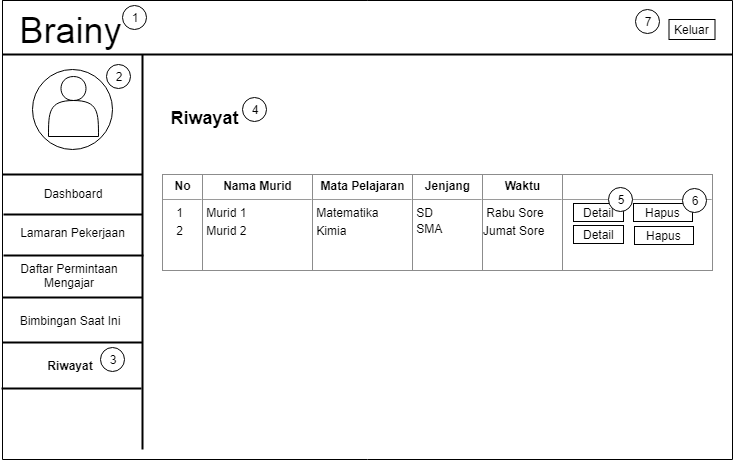 Brainy 1
7
Keluar
2
Dashboard
Lamaran Pekerjaan
Daftar Permintaan
Mengajar
Bimbingan Saat Ini
Riwayat 3
Riwayat 4
No Nama Murid Mata Pelajaran Jenjang Waktu
5 6
1 Murid 1 Matematika SD Rabu Sore Detail Hapus
2 Murid 2 Kimia SMA Jumat Sore Detail Hapus